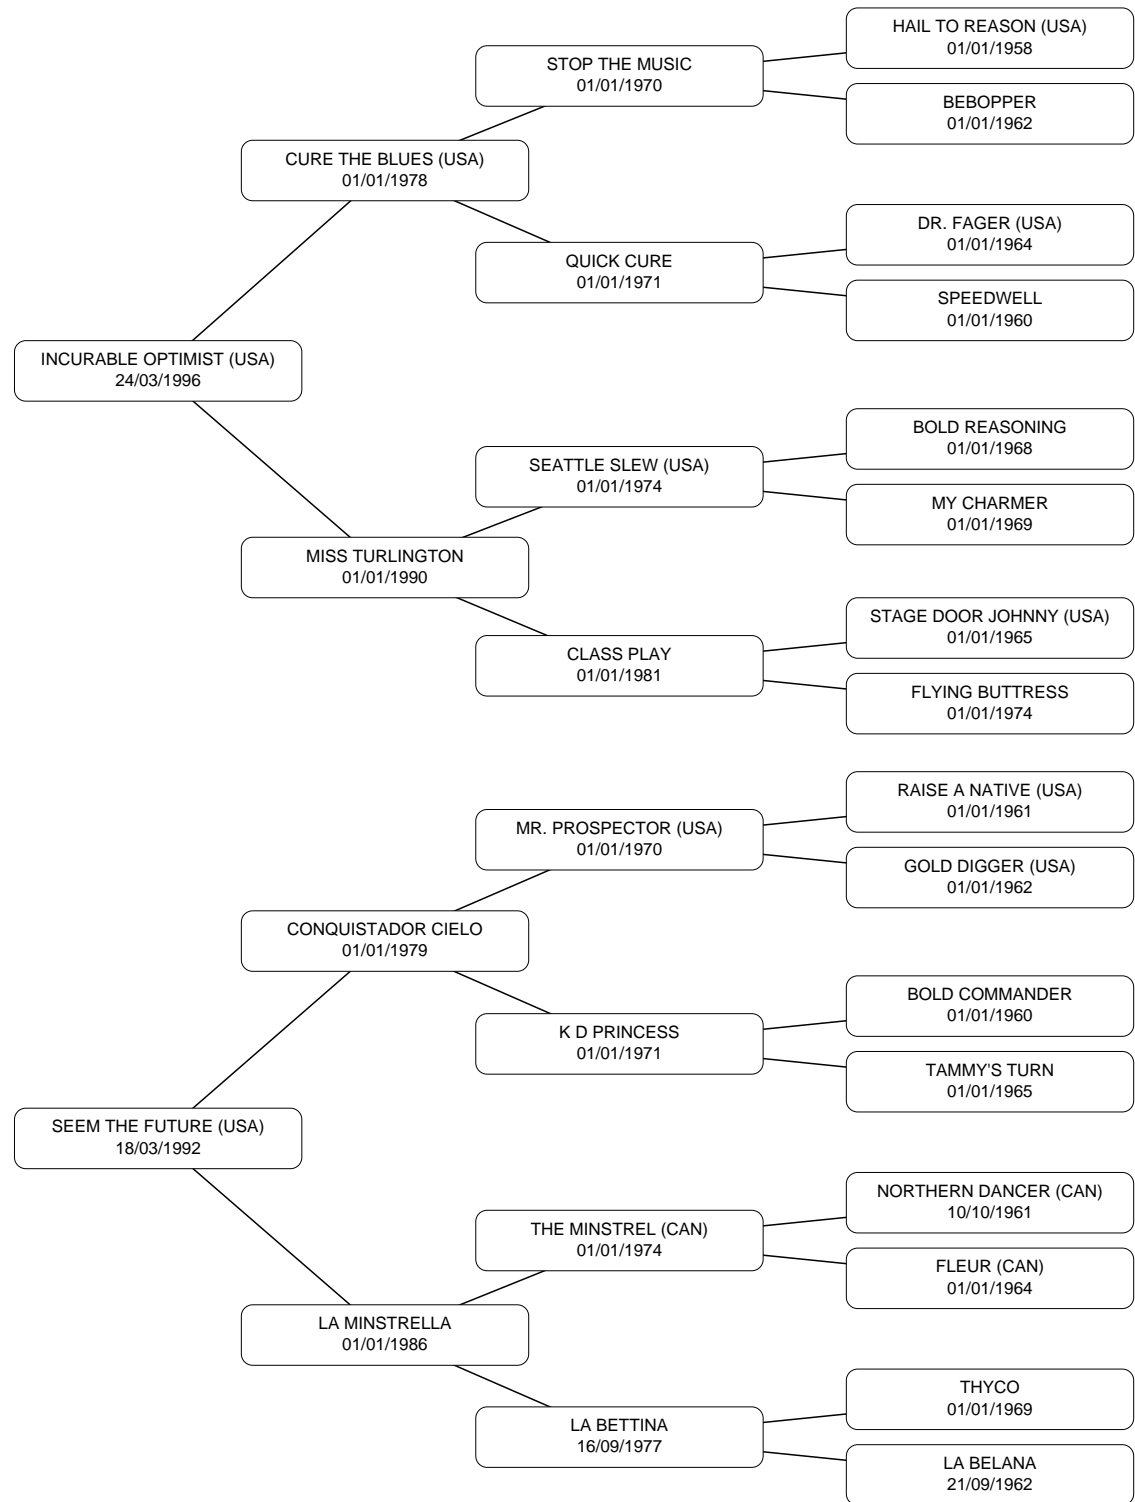 HAIL TO REASON (USA)
01/01/1958
STOP THE MUSIC
01/01/1970
BEBOPPER
01/01/1962
CURE THE BLUES (USA)
01/01/1978
DR. FAGER (USA)
01/01/1964
QUICK CURE
01/01/1971
SPEEDWELL
01/01/1960
INCURABLE OPTIMIST (USA)
24/03/1996
BOLD REASONING
01/01/1968
SEATTLE SLEW (USA)
01/01/1974
MY CHARMER
01/01/1969
MISS TURLINGTON
01/01/1990
STAGE DOOR JOHNNY (USA)
01/01/1965
CLASS PLAY
01/01/1981
FLYING BUTTRESS
01/01/1974
RAISE A NATIVE (USA)
01/01/1961
MR. PROSPECTOR (USA)
01/01/1970
GOLD DIGGER (USA)
01/01/1962
CONQUISTADOR CIELO
01/01/1979
BOLD COMMANDER
01/01/1960
K D PRINCESS
01/01/1971
TAMMY'S TURN
01/01/1965
SEEM THE FUTURE (USA)
18/03/1992
NORTHERN DANCER (CAN)
10/10/1961
THE MINSTREL (CAN)
01/01/1974
FLEUR (CAN)
01/01/1964
LA MINSTRELLA
01/01/1986
THYCO
01/01/1969
LA BETTINA
16/09/1977
LA BELANA
21/09/1962